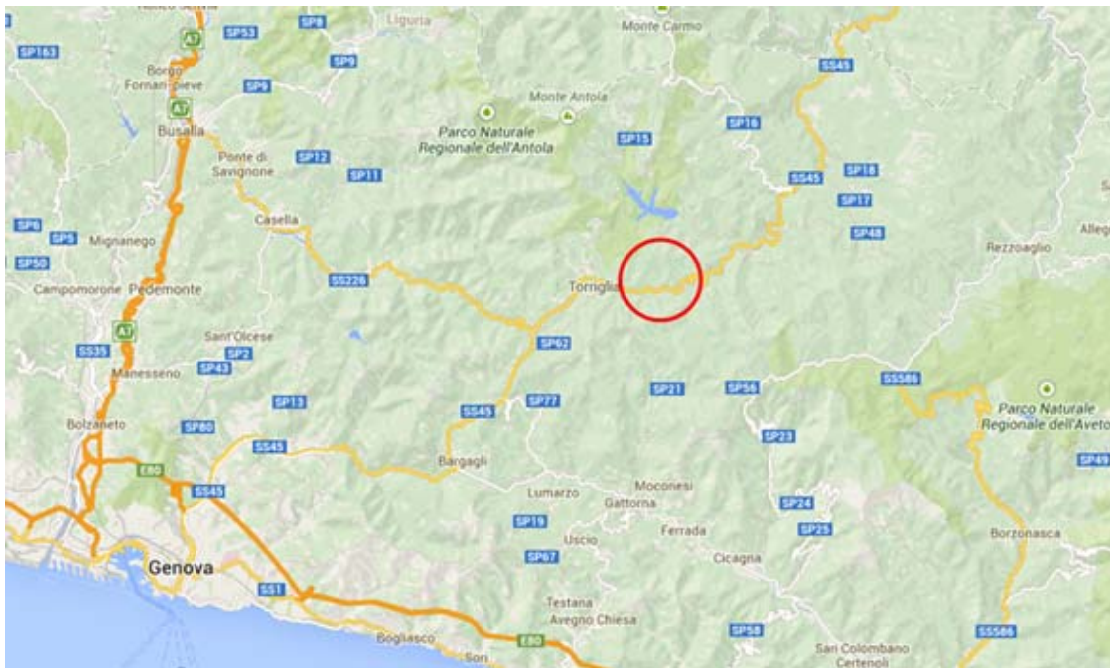 Liguria
SP8
Monte Carmo
A7
SP53
SP163
SP9
SS45
Borgo
Fornari-pieve
SP9
Monte Antola
A7
Busalla
Parco Naturale
Regionale dell'Antola
SP15
SP16
Ponte di
Savignone
SP12
SP11
SS45
SP18
SP17
Casella
SP6
SP5
Mignanego
SP48
Rezzoaglio
SP50
Campomorone
Pedemonte
SS226
Torriglia
A7
Sant'Olcese
SS35
SP2
SP62
SP43
Manesseno
SP21
SP56
SS586
SP13
SP77
Parco Naturale
Regionale dell'Aveto
SS45
Bolzaneto
SP80
SS45
SP23
Bargagli
SP49
E80
SS45
Lumarzo
Moconesi
Gattorna
SP24
SP19
SP25
Ferrada
Borzonasca
Uscio
SP67
Cicagna
Genova
SS1
Testana
Avegno Chiesa
SP58
SS586
Bogliasco
E80
Sori
San Colombano
Certenoli